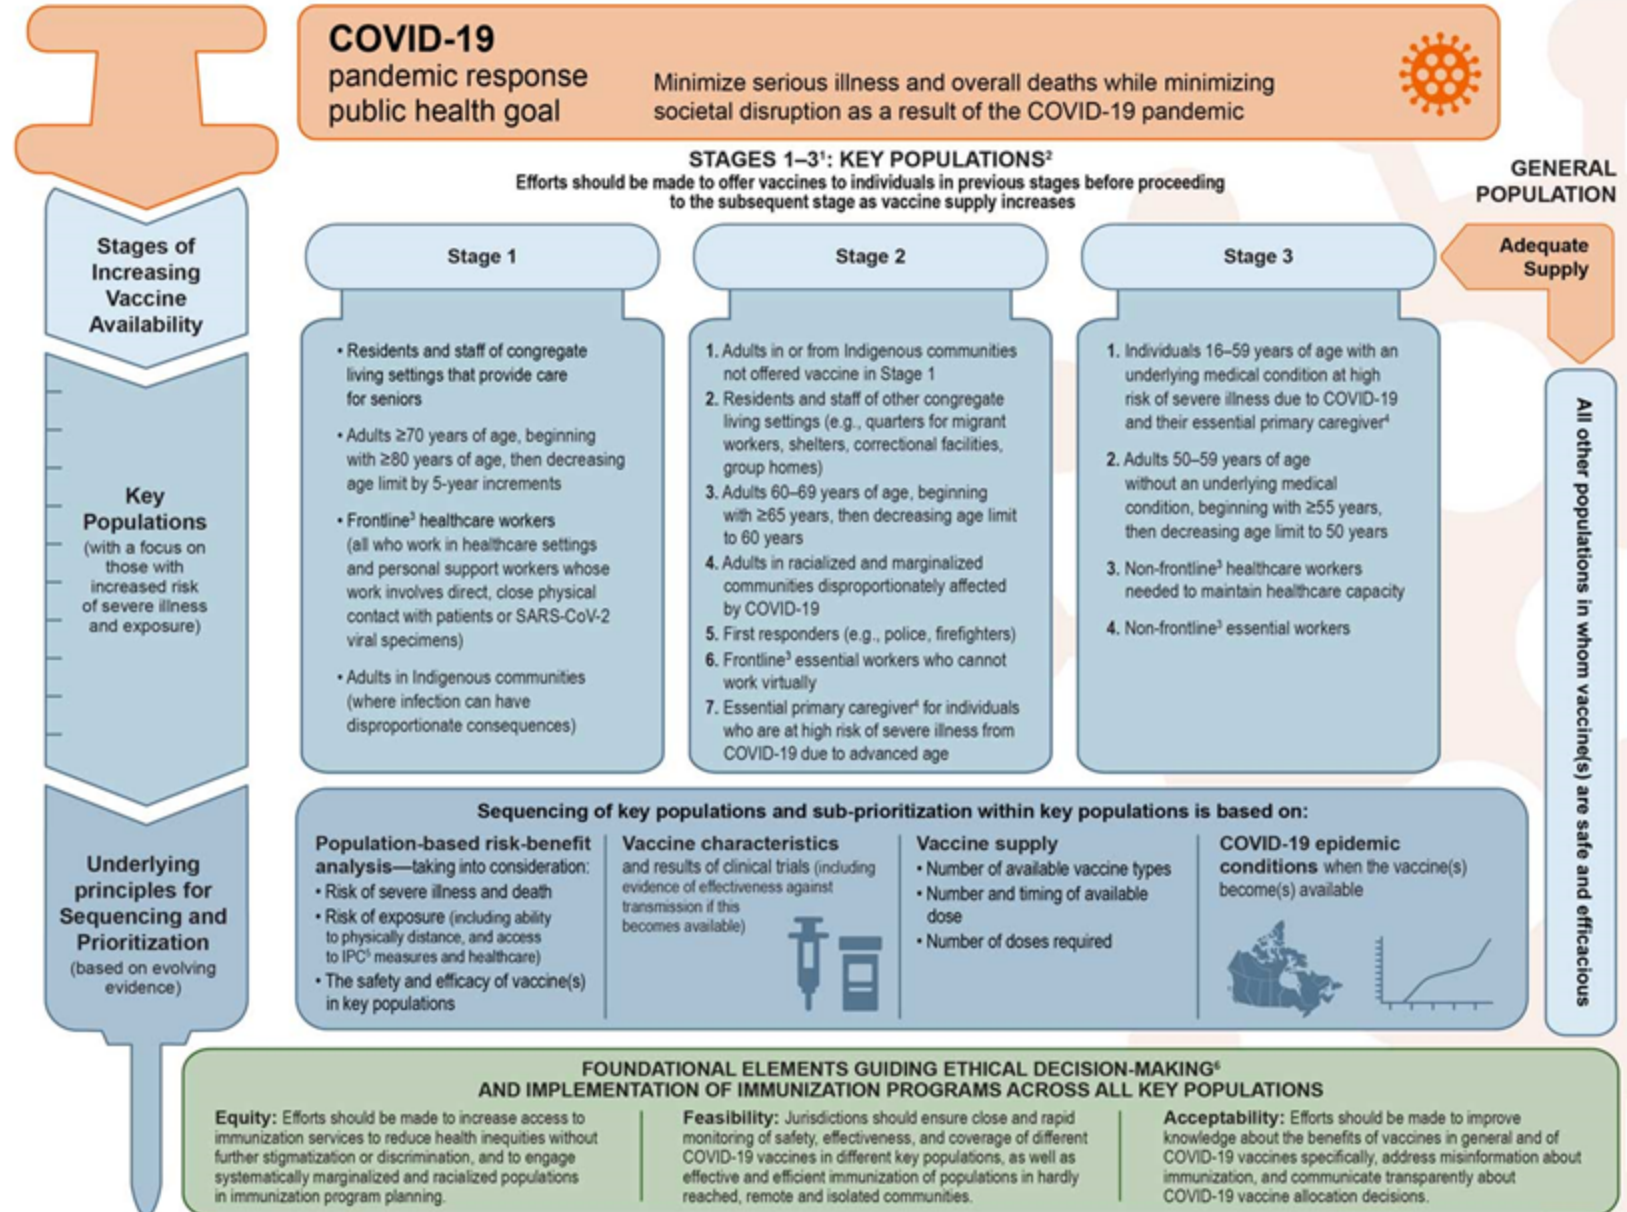 COVID-19
pandemic response
public health goal
Minimize serious illness and overall deaths while minimizing
societal disruption as a result of the COVID-19 pandemic
STAGES 1–3¹: KEY POPULATIONS²
Efforts should be made to offer vaccines to individuals in previous stages before proceeding
to the subsequent stage as vaccine supply increases
GENERAL
POPULATION
Stages of
Increasing
Vaccine
Availability
Stage 1
Stage 2
Stage 3
Adequate
Supply
Key
Populations
(with a focus on
those with
increased risk
of severe illness
and exposure)
• Residents and staff of congregate
living settings that provide care
for seniors
• Adults ≥70 years of age, beginning
with ≥80 years of age, then decreasing
age limit by 5-year increments
• Frontline³ healthcare workers
(all who work in healthcare settings
and personal support workers whose
work involves direct, close physical
contact with patients or SARS-CoV-2
viral specimens)
• Adults in Indigenous communities
(where infection can have
disproportionate consequences)
1. Adults in or from Indigenous communities
not offered vaccine in Stage 1
2. Residents and staff of other congregate
living settings (e.g., quarters for migrant
workers, shelters, correctional facilities,
group homes)
3. Adults 60–69 years of age, beginning
with ≥65 years, then decreasing age limit
to 60 years
4. Adults in racialized and marginalized
communities disproportionately affected
by COVID-19
5. First responders (e.g., police, firefighters)
6. Frontline³ essential workers who cannot
work virtually
7. Essential primary caregiver⁴ for individuals
who are at high risk of severe illness from
COVID-19 due to advanced age
1. Individuals 16–59 years of age with an
underlying medical condition at high
risk of severe illness due to COVID-19
and their essential primary caregiver⁴
2. Adults 50–59 years of age
without an underlying medical
condition, beginning with ≥55 years,
then decreasing age limit to 50 years
3. Non-frontline³ healthcare workers
needed to maintain healthcare capacity
4. Non-frontline³ essential workers
All other populations in whom vaccine(s) are safe and efficacious
Underlying
principles for
Sequencing and
Prioritization
(based on evolving
evidence)
Sequencing of key populations and sub-prioritization within key populations is based on:
Population-based risk-benefit
analysis—taking into consideration:
• Risk of severe illness and death
• Risk of exposure (including ability
to physically distance, and access
to IPC⁵ measures and healthcare)
• The safety and efficacy of vaccine(s)
in key populations
Vaccine characteristics
and results of clinical trials (including
evidence of effectiveness against
transmission if this
becomes available)
Vaccine supply
• Number of available vaccine types
• Number and timing of available
dose
• Number of doses required
COVID-19 epidemic
conditions when the vaccine(s)
become(s) available
FOUNDATIONAL ELEMENTS GUIDING ETHICAL DECISION-MAKING⁶
AND IMPLEMENTATION OF IMMUNIZATION PROGRAMS ACROSS ALL KEY POPULATIONS
Equity: Efforts should be made to increase access to
immunization services to reduce health inequities without
further stigmatization or discrimination, and to engage
systematically marginalized and racialized populations
in immunization program planning.
Feasibility: Jurisdictions should ensure close and rapid
monitoring of safety, effectiveness, and coverage of different
COVID-19 vaccines in different key populations, as well as
effective and efficient immunization of populations in hardly
reached, remote and isolated communities.
Acceptability: Efforts should be made to improve
knowledge about the benefits of vaccines in general and of
COVID-19 vaccines specifically, address misinformation about
immunization, and communicate transparently about
COVID-19 vaccine allocation decisions.